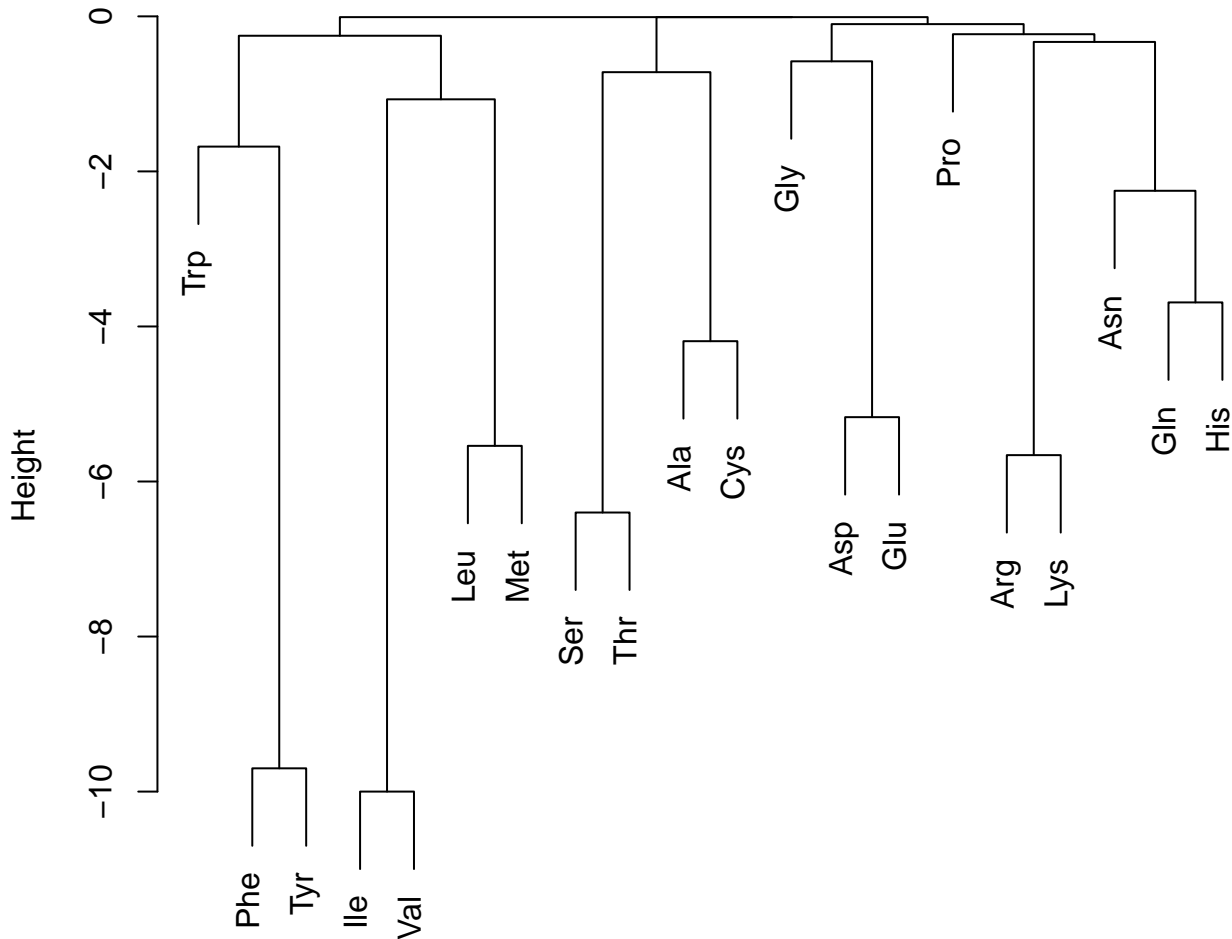 Height
0
−2
−4
−6
−8
−10
Trp
Phe
Tyr
Ile
Val
Leu
Met
Ser
Thr
Ala
Cys
Gly
Asp
Glu
Pro
Arg
Lys
Asn
Gln
His